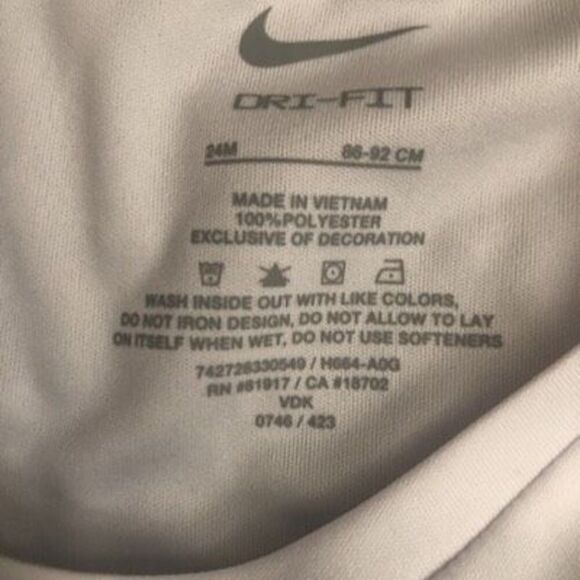 DRI-FIT
24M 86-92 CM
MADE IN VIETNAM
100%POLYESTER
EXCLUSIVE OF DECORATION
WASH INSIDE OUT WITH LIKE COLORS,
DO NOT IRON DESIGN, DO NOT ALLOW TO LAY
ON ITSELF WHEN WET, DO NOT USE SOFTENERS
742728330549 / H664-A0G
RN #81917 / CA #18702
VDK
0746 / 423